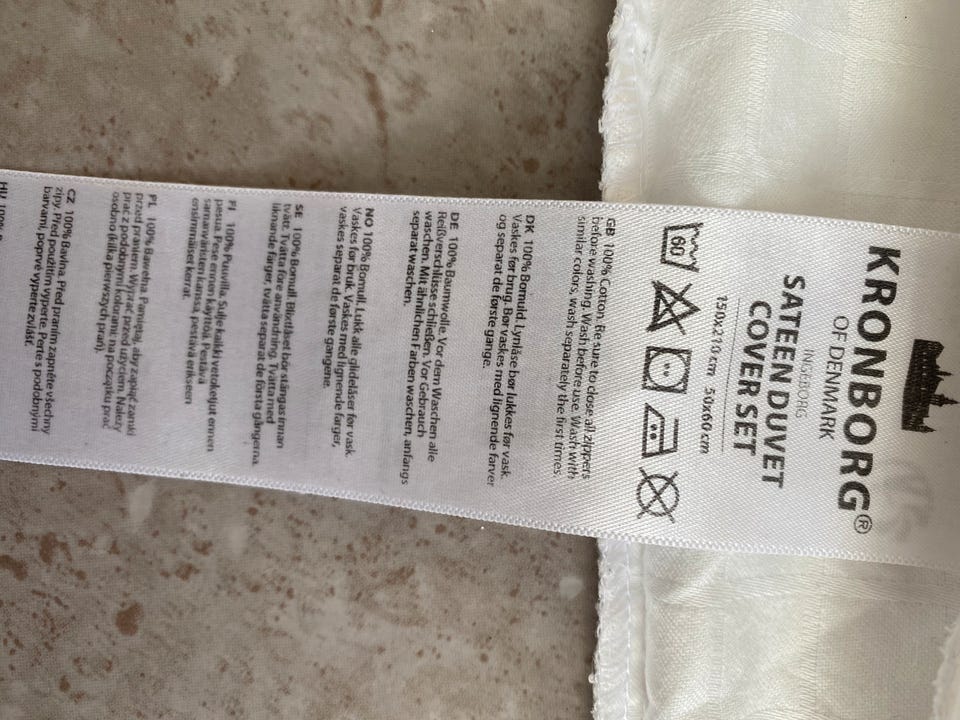 KRONBORG®
OF DENMARK
INGEBORG
SATEEN DUVET
COVER SET
150x210 cm 50x60 cm
60
GB 100% Cotton. Be sure to close all zippers
before washing. Wash before use. Wash with
similar colors, wash separately the first times.
DK 100% Bomuld. Lynlåse bør lukkes før vask.
Vaskes før brug. Bør vaskes med lignende farver
og separat de første gange.
DE 100% Baumwolle. Vor dem Waschen alle
Reißverschlüsse schließen. Vor Gebrauch
waschen. Mit ähnlichen Farben waschen, anfangs
separat waschen.
NO 100% Bomull. Lukk alle glidelåser før vask.
Vaskes før bruk. Vaskes med lignende farger,
vaskes separat de første gangene.
SE 100% Bomull. Blixtlåset bör stängas innan
tvätt. Tvätta före användning. Tvätta med
liknande färger, tvätta separat de första gångerna.
FI 100% Puuvilla. Sulje kaikki vetoketjut ennen
pesua. Pese ennen käyttöä. Pestävä
samanväristen kanssa, pestävä erikseen
ensimmäiset kerrat.
PL 100% Bawełna. Pamiętaj, aby zapiąć zamki
przed praniem. Wyprać przed użyciem. Należy
prać z podobnymi kolorami; na początku prać
osobno (kilka pierwszych prań).
CZ 100% Bavlna. Před praním zapněte všechny
zipy. Před použitím vyperte. Perte s podobnými
barvami, poprvé vyperte zvlášť.
HU 100%